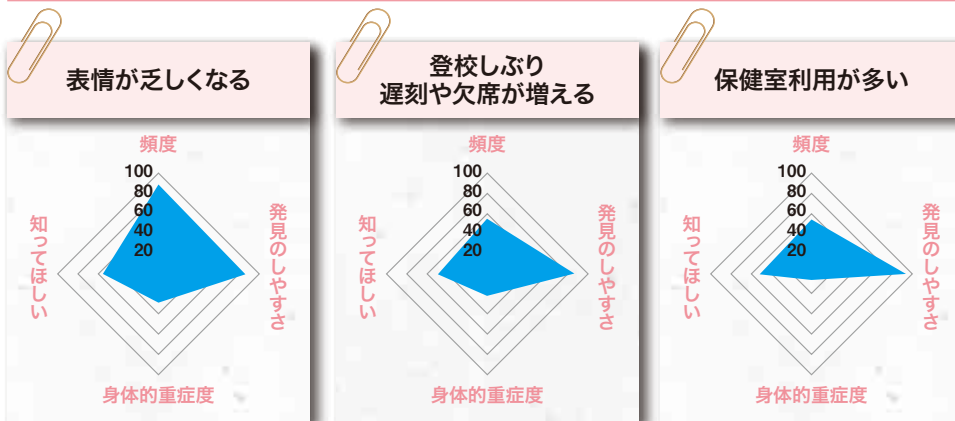 表情が乏しくなる
頻度
100
80
60
40
20
知ってほしい
発見のしやすさ
身体的重症度
登校しぶり
遅刻や欠席が増える
頻度
100
80
60
40
20
知ってほしい
発見のしやすさ
身体的重症度
保健室利用が多い
頻度
100
80
60
40
20
知ってほしい
発見のしやすさ
身体的重症度